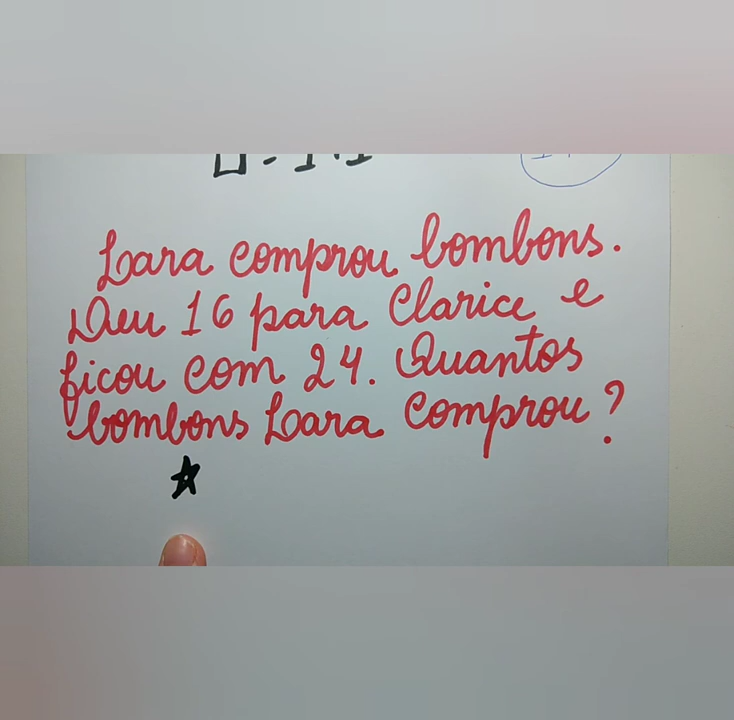 Lara comprou bombons.
Deu 16 para Clarice e
ficou com 24. Quantos
bombons Lara comprou?